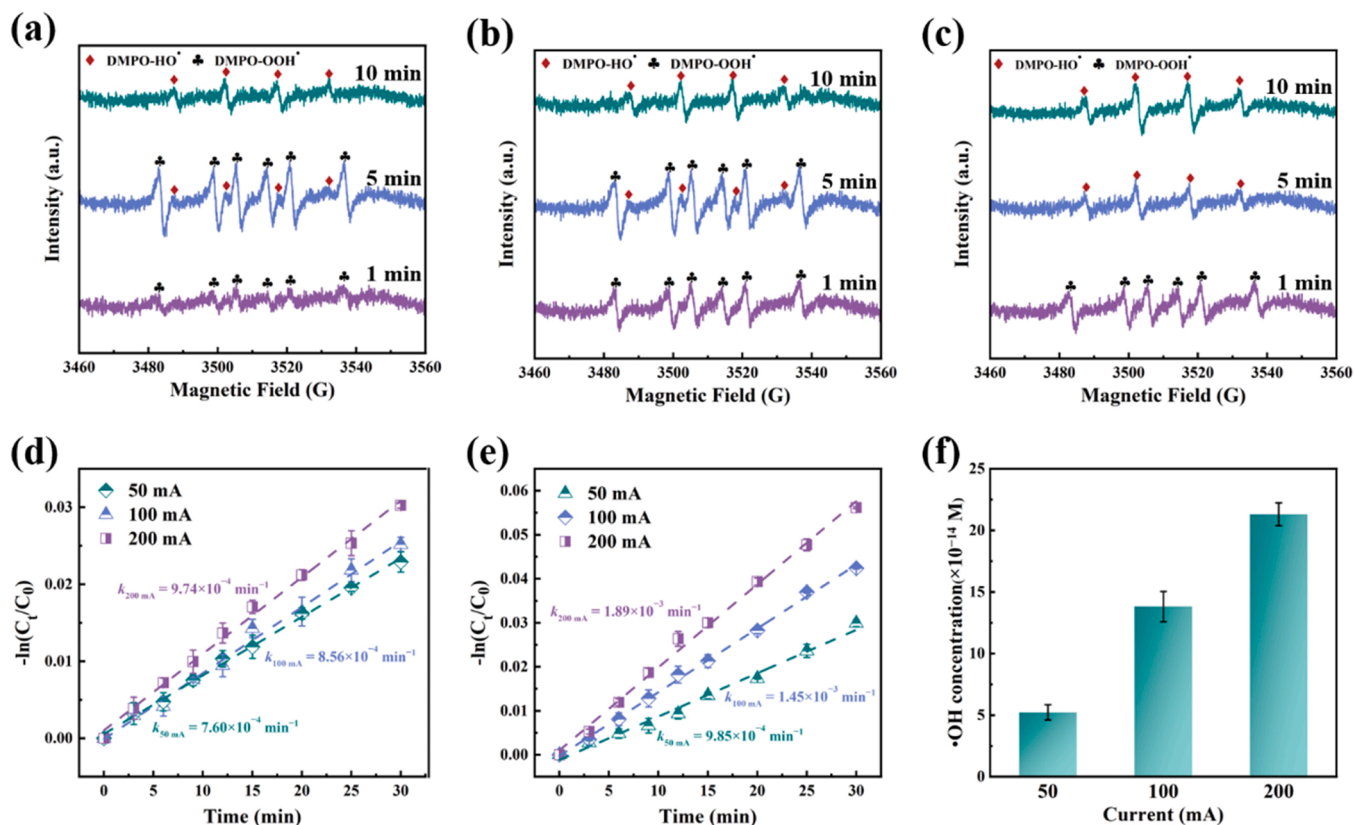 (a)
DMPO-HO• DMPO-OOH•
10 min
5 min
1 min
Intensity (a.u.)
3460 3480 3500 3520 3540 3560
Magnetic Field (G)
(b)
DMPO-HO• DMPO-OOH•
10 min
5 min
1 min
Intensity (a.u.)
3460 3480 3500 3520 3540 3560
Magnetic Field (G)
(c)
DMPO-HO• DMPO-OOH•
10 min
5 min
1 min
Intensity (a.u.)
3460 3480 3500 3520 3540 3560
Magnetic Field (G)
(d)
50 mA
100 mA
200 mA
k200 mA = 9.74×10⁻⁴ min⁻¹
k100 mA = 8.56×10⁻⁴ min⁻¹
k50 mA = 7.60×10⁻⁴ min⁻¹
-ln(Ct/C0)
0.03
0.02
0.01
0.00
0 5 10 15 20 25 30
Time (min)
(e)
50 mA
100 mA
200 mA
k200 mA = 1.89×10⁻³ min⁻¹
k100 mA = 1.45×10⁻³ min⁻¹
k50 mA = 9.85×10⁻⁴ min⁻¹
-ln(Ct/C0)
0.06
0.05
0.04
0.03
0.02
0.01
0.00
0 5 10 15 20 25 30
Time (min)
(f)
•OH concentration(×10⁻¹⁴ M)
25
20
15
10
5
0
50 100 200
Current (mA)